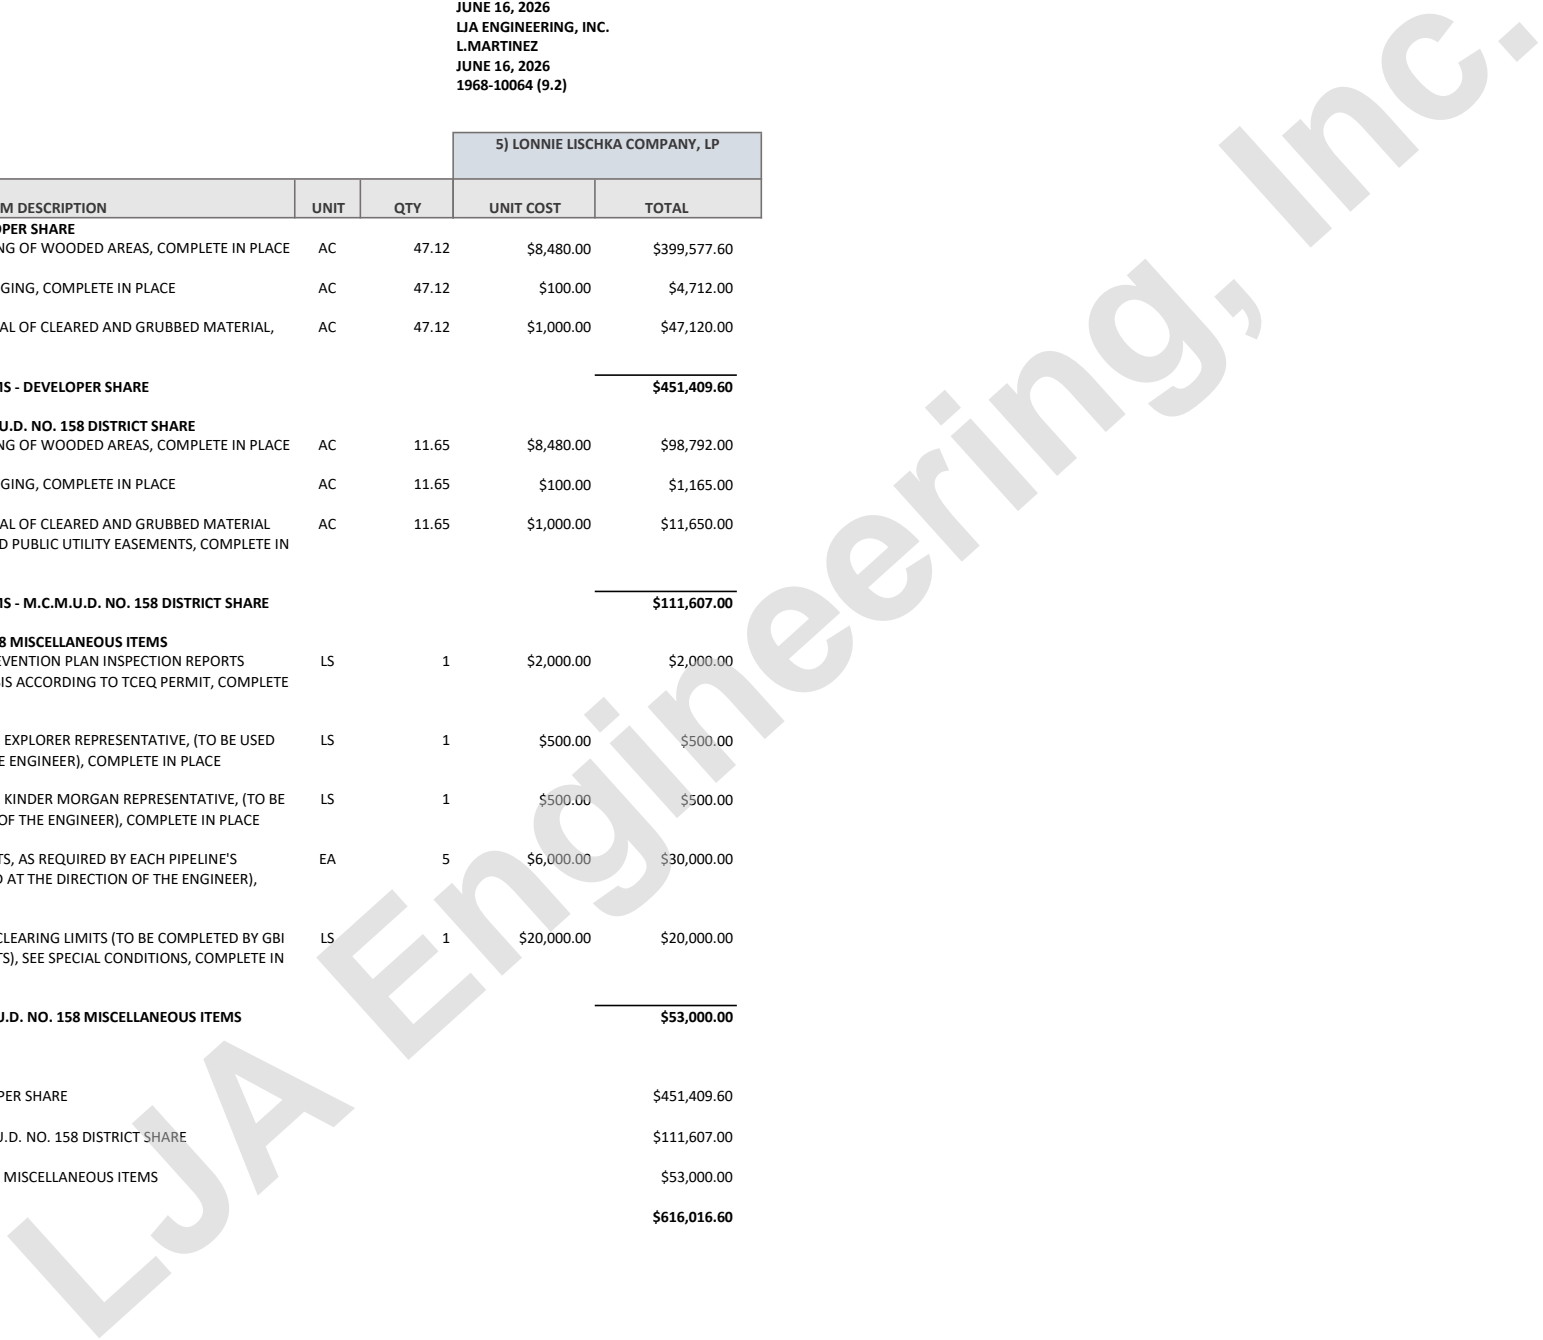 JUNE 16, 2026
LJA ENGINEERING, INC.
L.MARTINEZ
JUNE 16, 2026
1968-10064 (9.2)
5) LONNIE LISCHKA COMPANY, LP
M DESCRIPTION UNIT QTY UNIT COST TOTAL
OPER SHARE
NG OF WOODED AREAS, COMPLETE IN PLACE AC 47.12 $8,480.00 $399,577.60
GING, COMPLETE IN PLACE AC 47.12 $100.00 $4,712.00
AL OF CLEARED AND GRUBBED MATERIAL, AC 47.12 $1,000.00 $47,120.00
MS - DEVELOPER SHARE $451,409.60
U.D. NO. 158 DISTRICT SHARE
NG OF WOODED AREAS, COMPLETE IN PLACE AC 11.65 $8,480.00 $98,792.00
GING, COMPLETE IN PLACE AC 11.65 $100.00 $1,165.00
AL OF CLEARED AND GRUBBED MATERIAL AC 11.65 $1,000.00 $11,650.00
D PUBLIC UTILITY EASEMENTS, COMPLETE IN
MS - M.C.M.U.D. NO. 158 DISTRICT SHARE $111,607.00
8 MISCELLANEOUS ITEMS
EVENTION PLAN INSPECTION REPORTS LS 1 $2,000.00 $2,000.00
SIS ACCORDING TO TCEQ PERMIT, COMPLETE
EXPLORER REPRESENTATIVE, (TO BE USED LS 1 $500.00 $500.00
E ENGINEER), COMPLETE IN PLACE
KINDER MORGAN REPRESENTATIVE, (TO BE LS 1 $500.00 $500.00
OF THE ENGINEER), COMPLETE IN PLACE
TS, AS REQUIRED BY EACH PIPELINE'S EA 5 $6,000.00 $30,000.00
D AT THE DIRECTION OF THE ENGINEER),
CLEARING LIMITS (TO BE COMPLETED BY GBI LS 1 $20,000.00 $20,000.00
TS), SEE SPECIAL CONDITIONS, COMPLETE IN
U.D. NO. 158 MISCELLANEOUS ITEMS $53,000.00
PER SHARE $451,409.60
U.D. NO. 158 DISTRICT SHARE $111,607.00
MISCELLANEOUS ITEMS $53,000.00
$616,016.60
LJA Engineering, Inc.